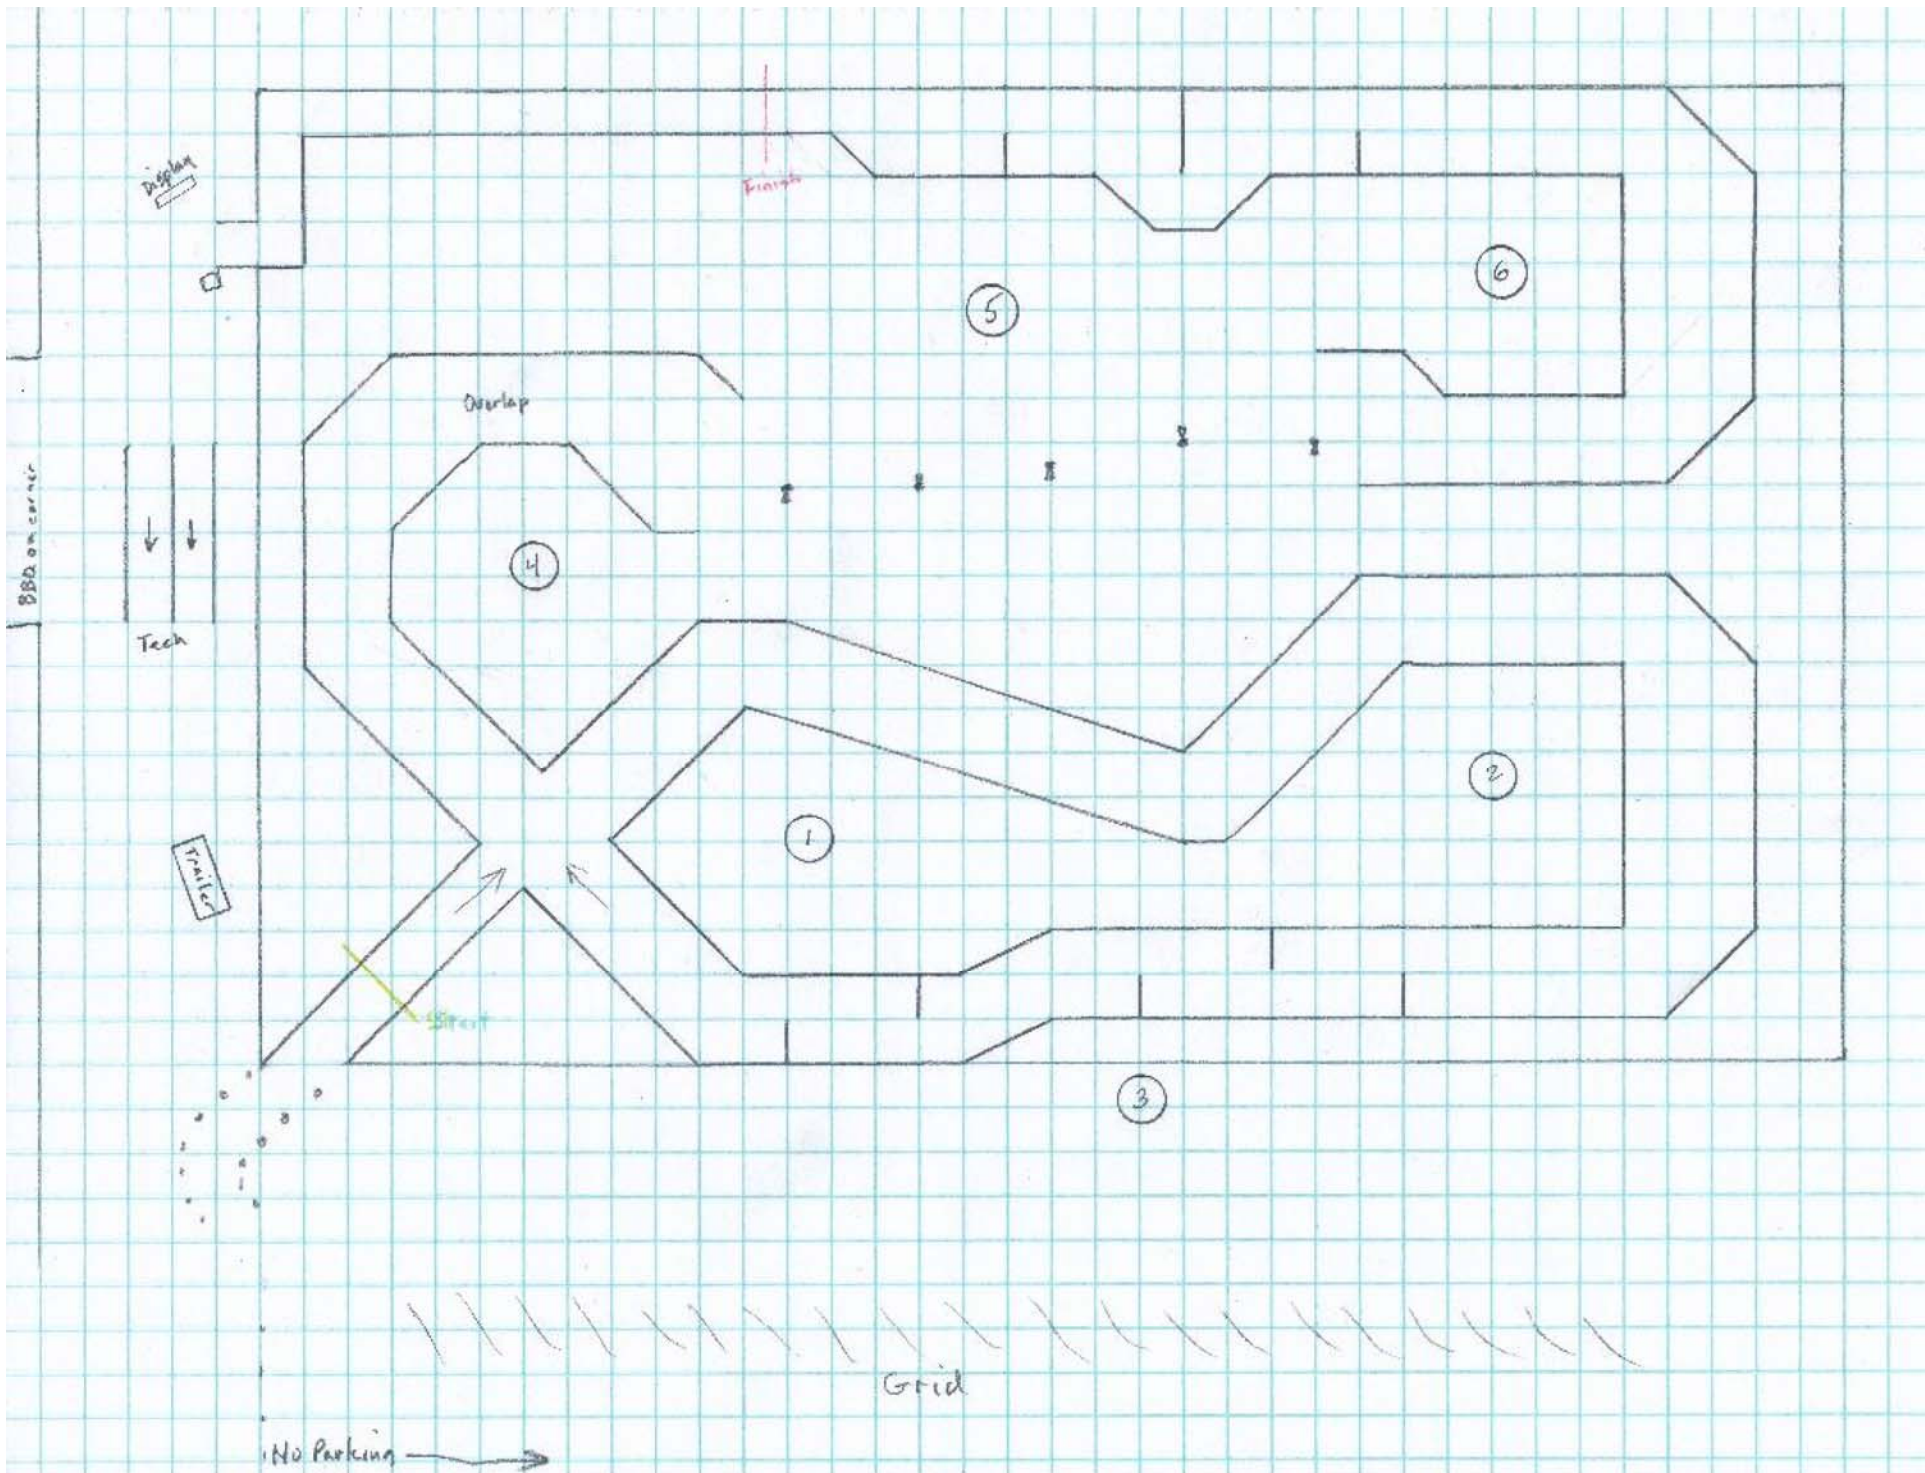 Display
Finish
6
5
Overlap
BBQ on corner
4
Tech
2
1
Trailer
Start
3
Grid
No Parking